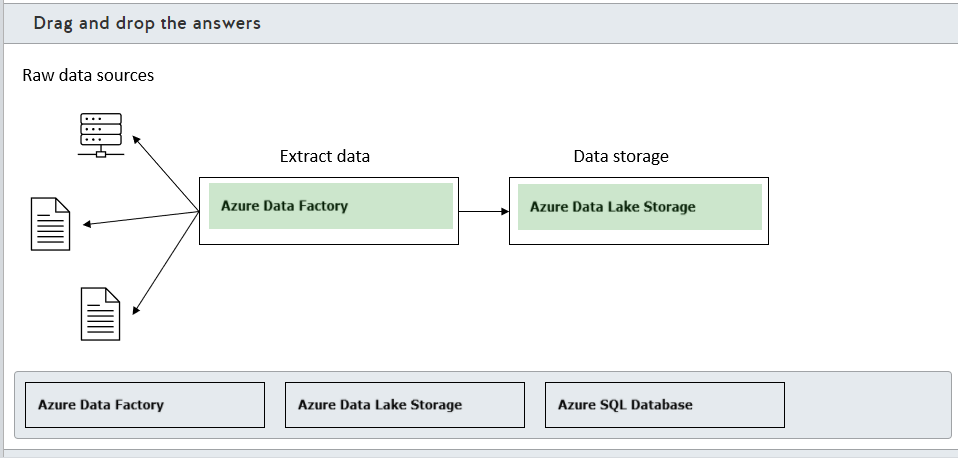 Drag and drop the answers
Raw data sources
Extract data
Data storage
Azure Data Factory
Azure Data Lake Storage
Azure Data Factory
Azure Data Lake Storage
Azure SQL Database